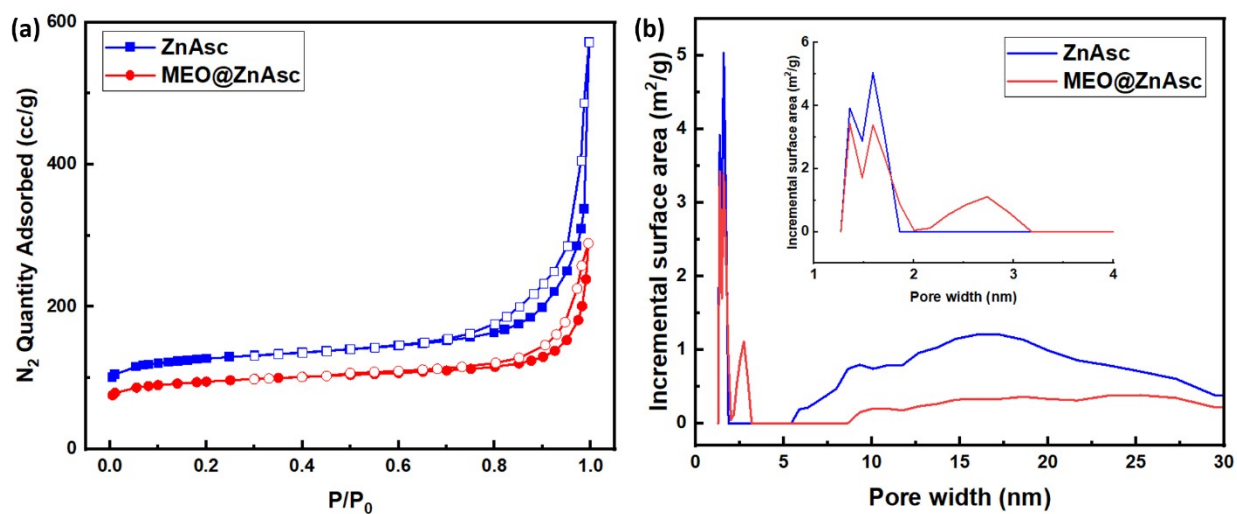 (a)
600
400
200
0
N₂ Quantity Adsorbed (cc/g)
ZnAsc
MEO@ZnAsc
0.0 0.2 0.4 0.6 0.8 1.0
P/P₀
(b)
5
4
3
2
1
0
Incremental surface area (m²/g)
ZnAsc
MEO@ZnAsc
6
4
2
0
Incremental surface area (m²/g)
1 2 3 4
Pore width (nm)
0 5 10 15 20 25 30
Pore width (nm)